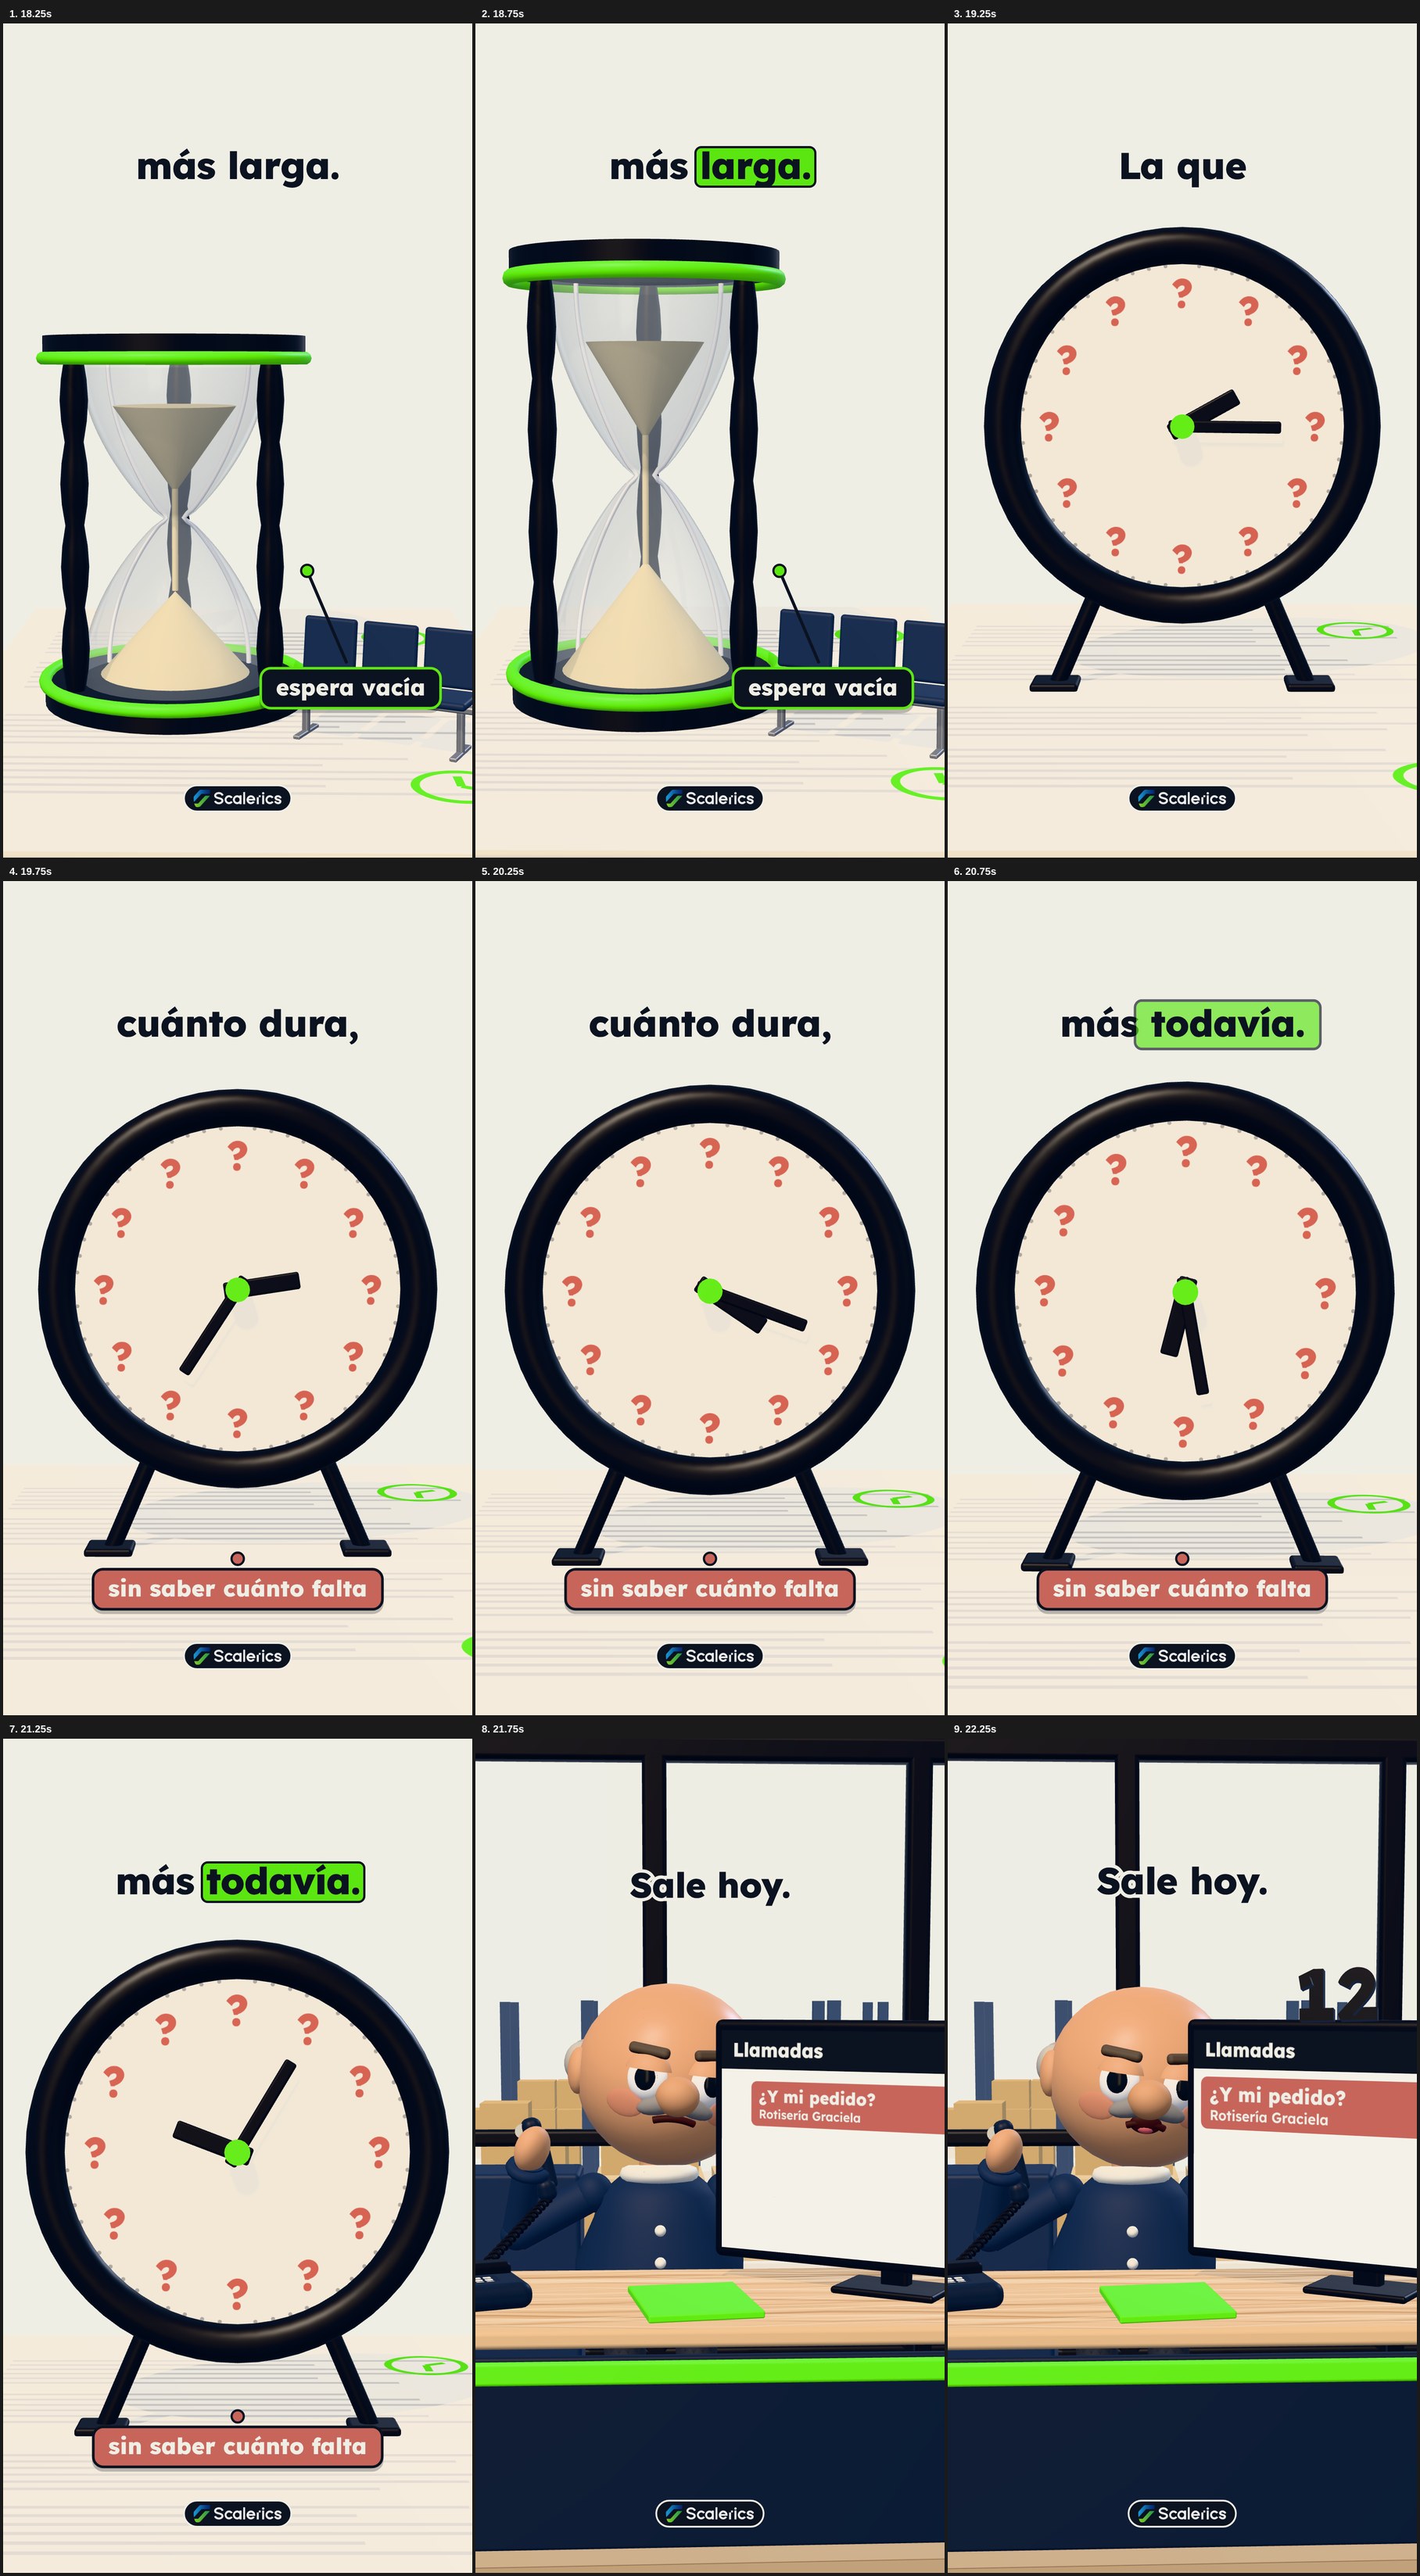 1. 18.25s
más larga.
espera vacía
Scalerics
2. 18.75s
más larga.
espera vacía
Scalerics
3. 19.25s
La que
? ? ? ? ? ? ? ? ? ? ? ?
Scalerics
4. 19.75s
cuánto dura,
? ? ? ? ? ? ? ? ? ? ? ?
sin saber cuánto falta
Scalerics
5. 20.25s
cuánto dura,
? ? ? ? ? ? ? ? ? ? ? ?
sin saber cuánto falta
Scalerics
6. 20.75s
más todavía.
? ? ? ? ? ? ? ? ? ? ? ?
sin saber cuánto falta
Scalerics
7. 21.25s
más todavía.
? ? ? ? ? ? ? ? ? ? ? ?
sin saber cuánto falta
Scalerics
8. 21.75s
Sale hoy.
Llamadas
¿Y mi pedido?
Rotisería Graciela
Scalerics
9. 22.25s
Sale hoy.
12
Llamadas
¿Y mi pedido?
Rotisería Graciela
Scalerics